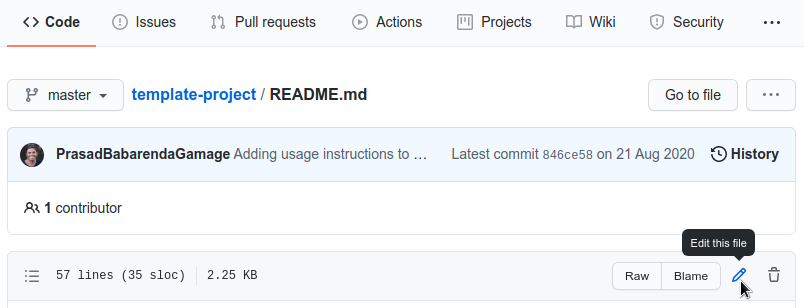 Code Issues Pull requests Actions Projects Wiki Security ...
master template-project / README.md Go to file ...
PrasadBabarendaGamage Adding usage instructions to ... Latest commit 846ce58 on 21 Aug 2020 History
1 contributor
Edit this file
57 lines (35 sloc) 2.25 KB Raw Blame